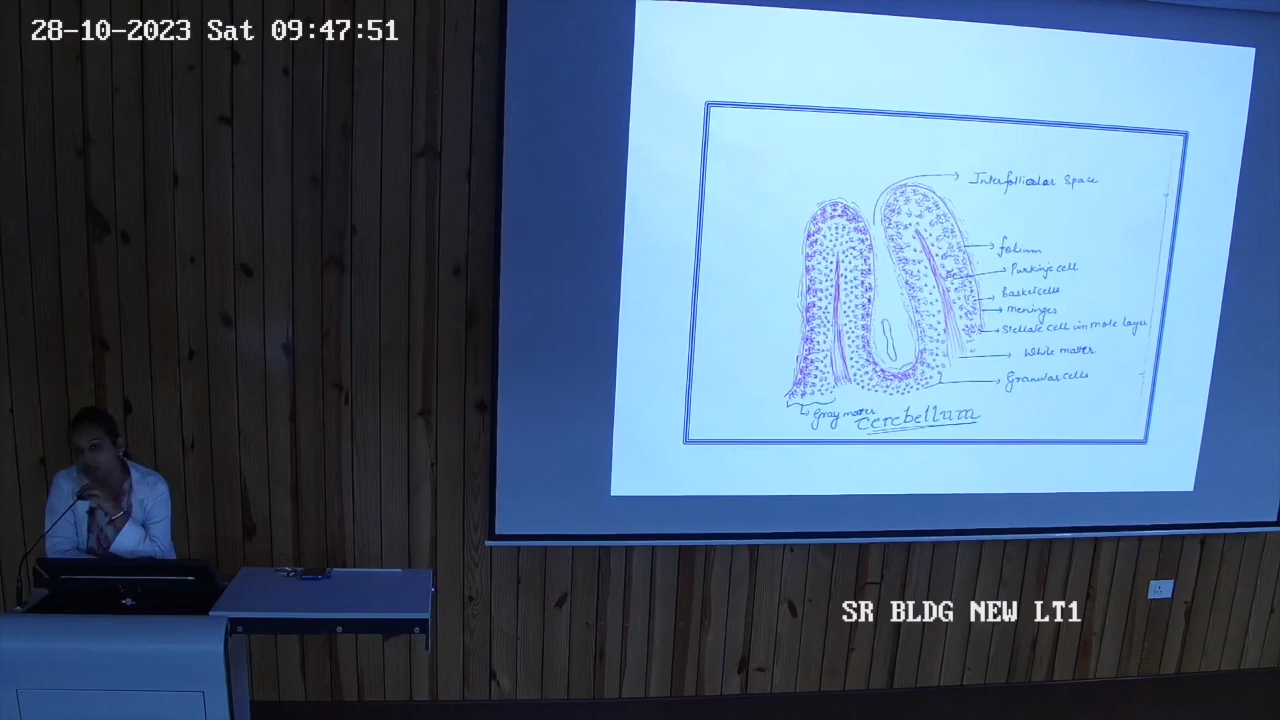 28-10-2023 Sat 09:47:51
Interfollicular Space
folium
Purkinje cell
basket cells
meninges
Stellate cell in mole layer
White matter
Granular cells
Gray mater
Cerebellum
SR BLDG NEW LT1